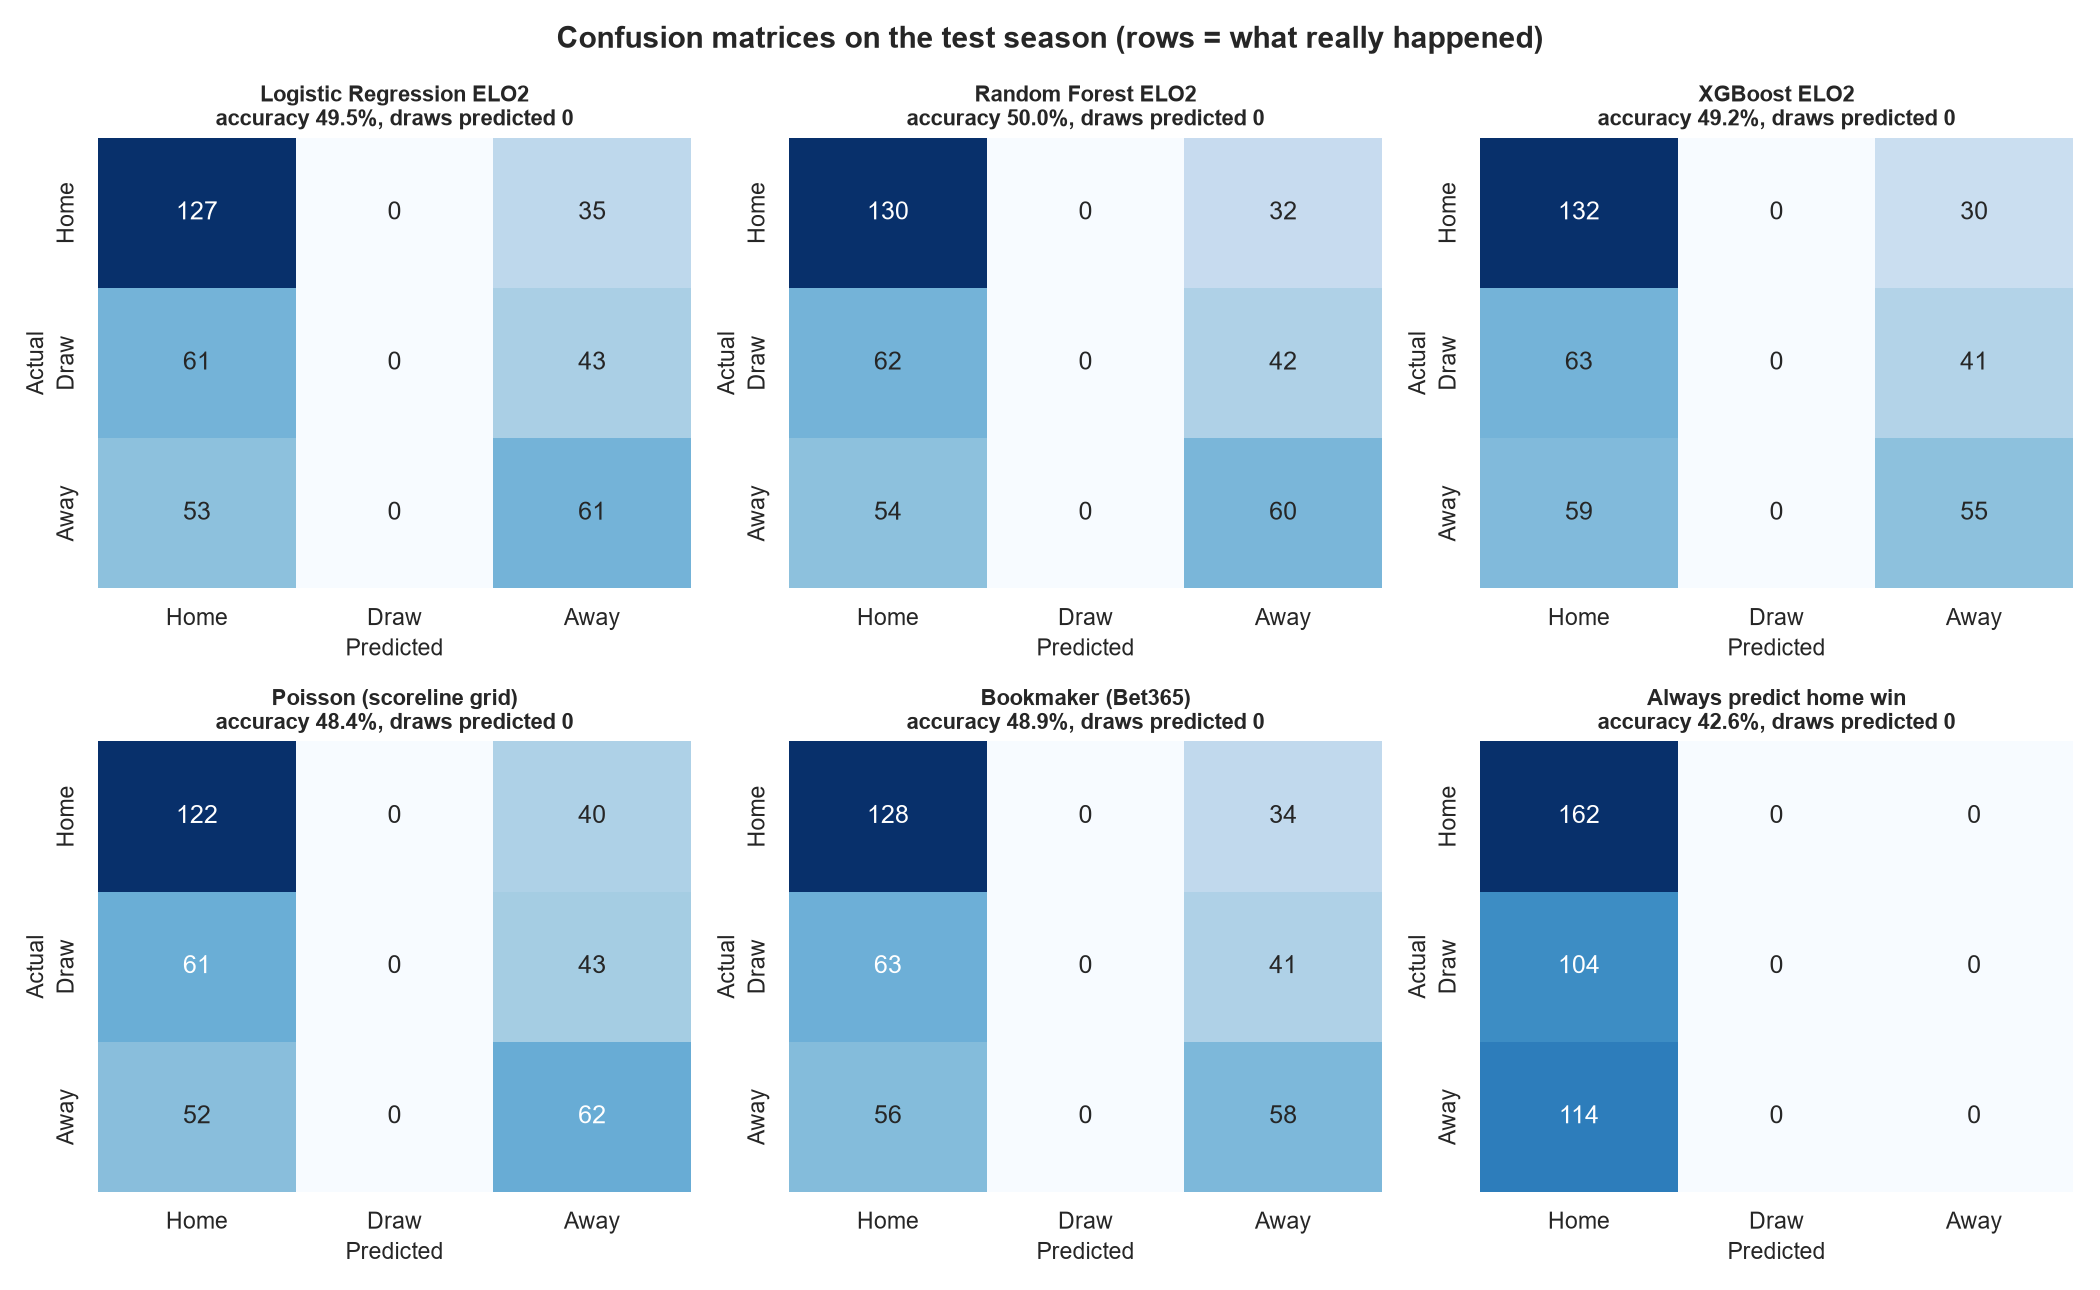 Confusion matrices on the test season (rows = what really happened)
Logistic Regression ELO2
accuracy 49.5%, draws predicted 0
Actual
Home
127 0 35
Draw
61 0 43
Away
53 0 61
Home Draw Away
Predicted
Random Forest ELO2
accuracy 50.0%, draws predicted 0
Actual
Home
130 0 32
Draw
62 0 42
Away
54 0 60
Home Draw Away
Predicted
XGBoost ELO2
accuracy 49.2%, draws predicted 0
Actual
Home
132 0 30
Draw
63 0 41
Away
59 0 55
Home Draw Away
Predicted
Poisson (scoreline grid)
accuracy 48.4%, draws predicted 0
Actual
Home
122 0 40
Draw
61 0 43
Away
52 0 62
Home Draw Away
Predicted
Bookmaker (Bet365)
accuracy 48.9%, draws predicted 0
Actual
Home
128 0 34
Draw
63 0 41
Away
56 0 58
Home Draw Away
Predicted
Always predict home win
accuracy 42.6%, draws predicted 0
Actual
Home
162 0 0
Draw
104 0 0
Away
114 0 0
Home Draw Away
Predicted